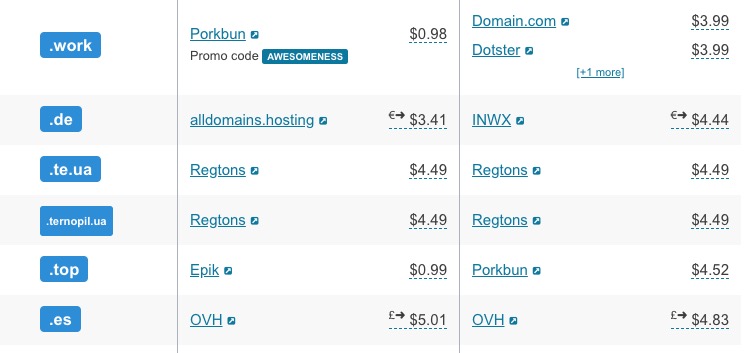 .work
Porkbun $0.98
Promo code AWESOMENESS
Domain.com $3.99
Dotster $3.99
[+1 more]
.de alldomains.hosting €➔ $3.41 INWX €➔ $4.44
.te.ua Regtons $4.49 Regtons $4.49
.ternopil.ua Regtons $4.49 Regtons $4.49
.top Epik $0.99 Porkbun $4.52
.es OVH £➔ $5.01 OVH £➔ $4.83